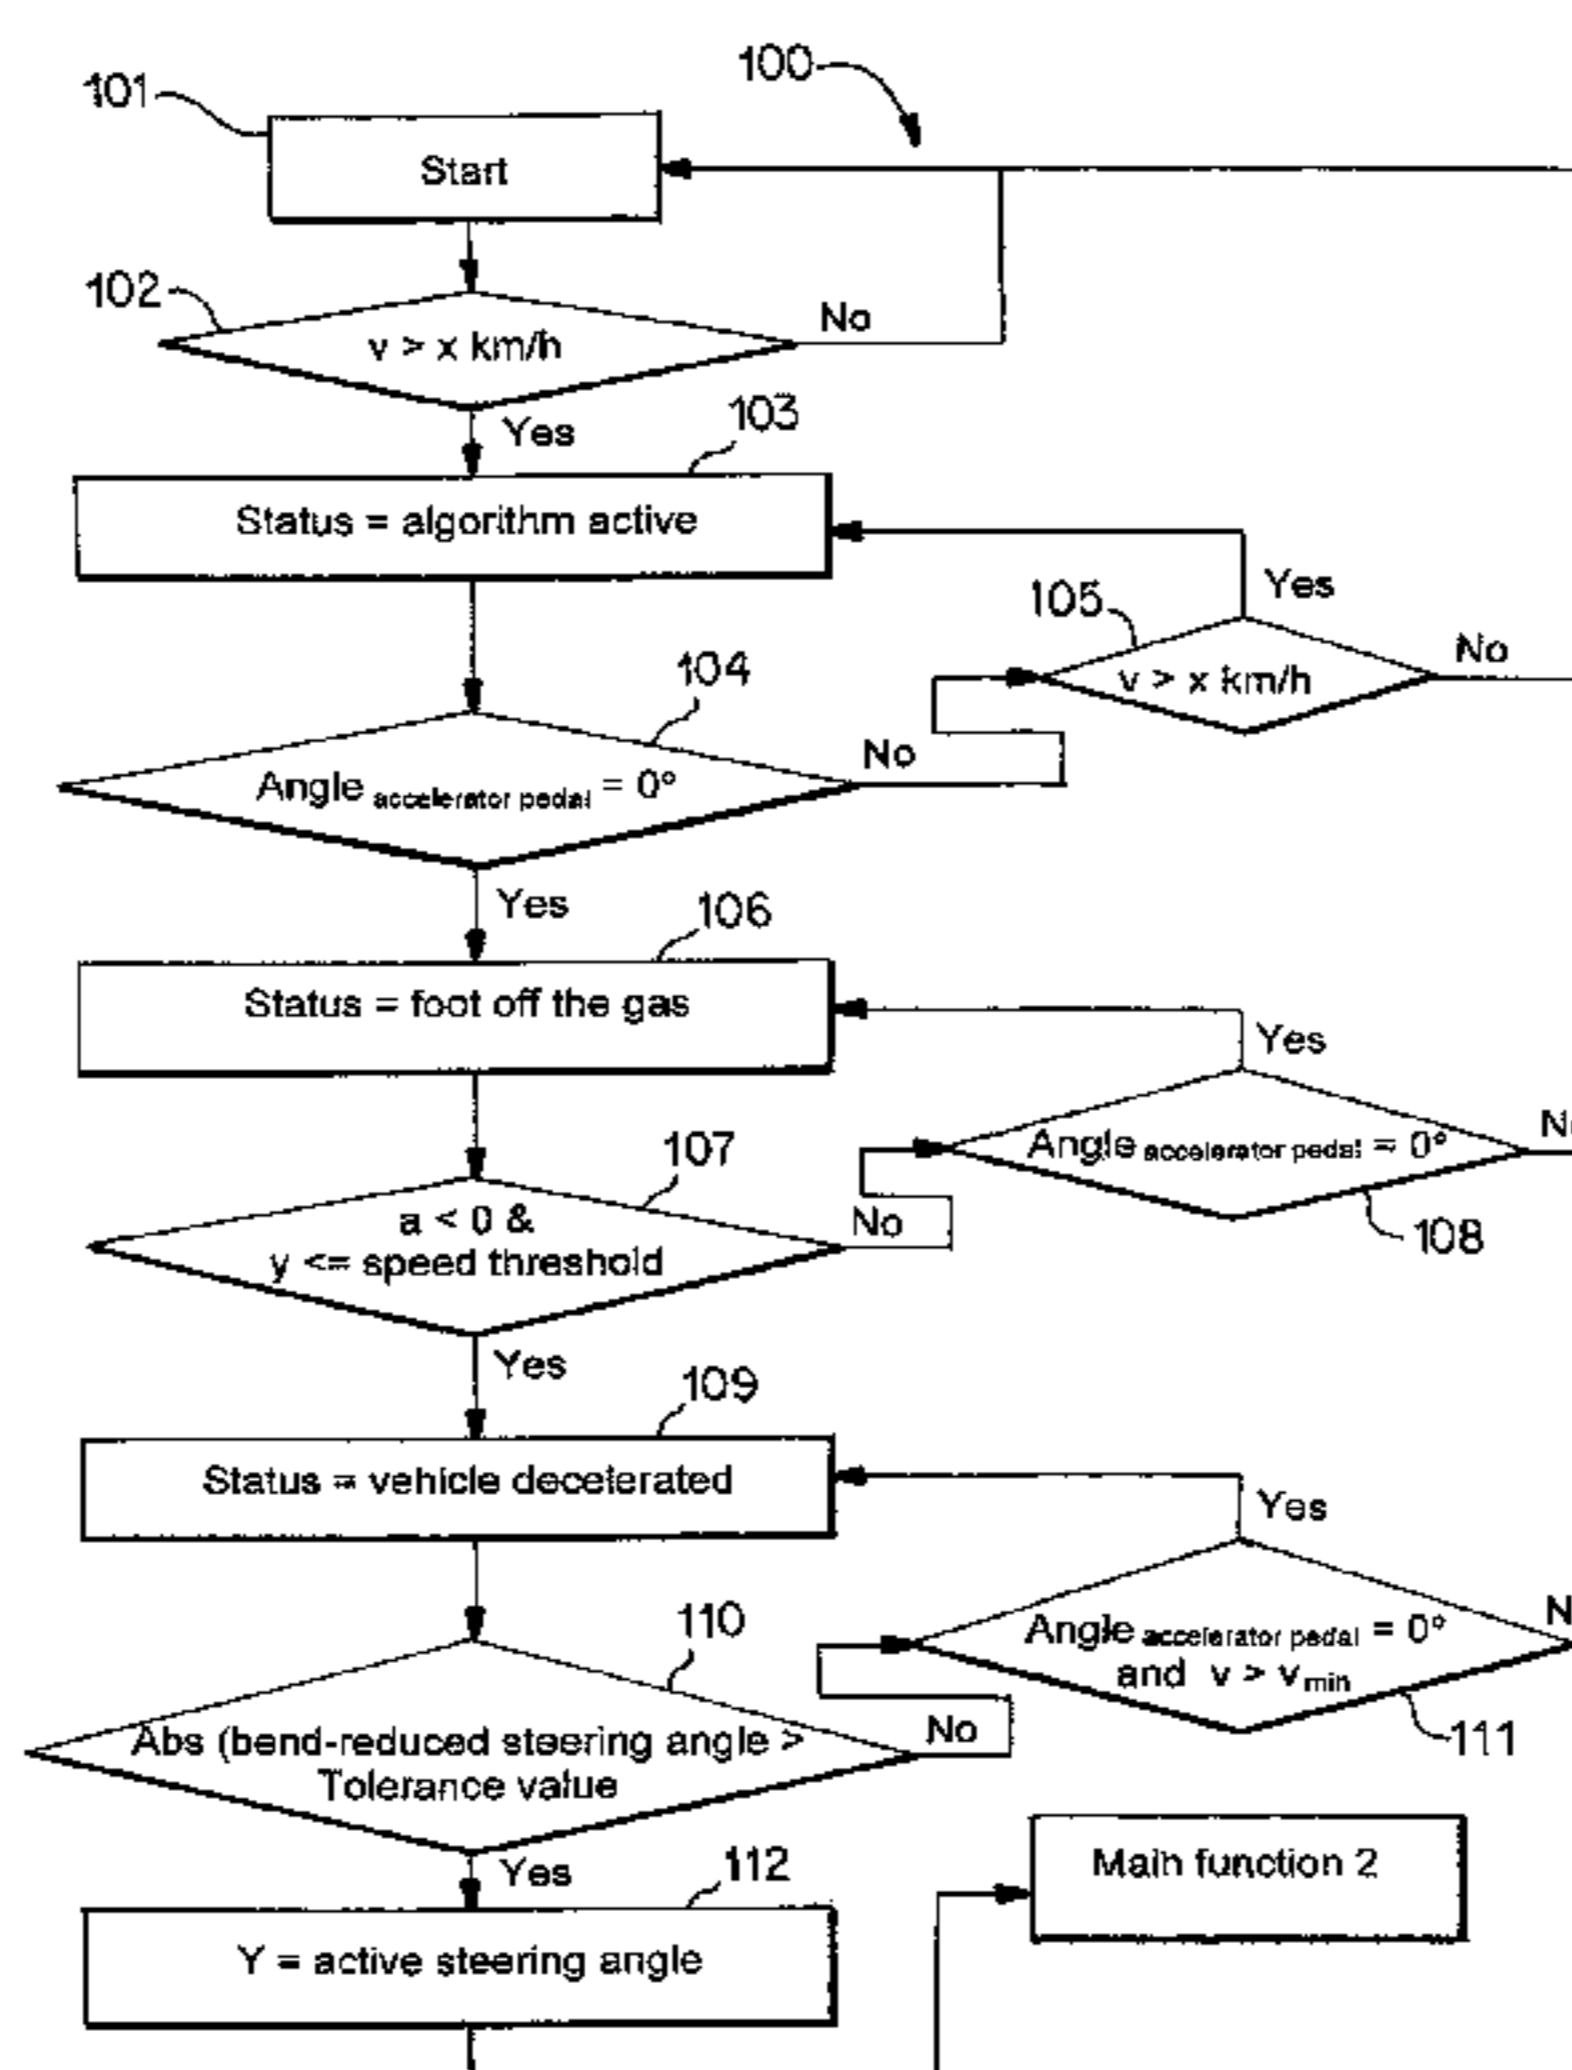 100
101
Start
102
v > x km/h
No
Yes
103
Status = algorithm active
Yes
105
v > x km/h
No
104
Angle accelerator pedal = 0°
No
Yes
106
Status = foot off the gas
Yes
107
Angle accelerator pedal = 0°
108
a < 0 &
y <= speed threshold
No
Yes
109
Status = vehicle decelerated
Yes
110
Angle accelerator pedal = 0°
and v > vmin
111
Abs (bend-reduced steering angle >
Tolerance value
No
Yes
112
Main function 2
Y = active steering angle